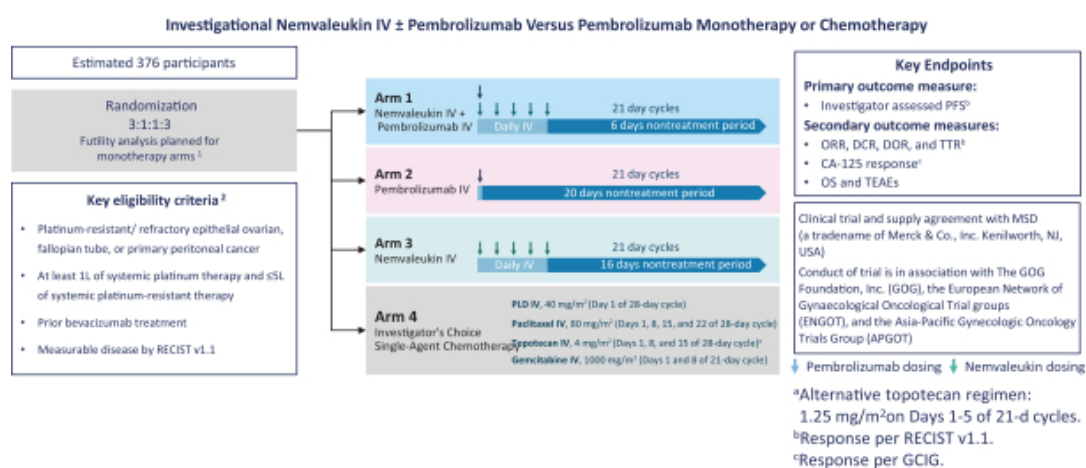 Investigational Nemvaleukin IV ± Pembrolizumab Versus Pembrolizumab Monotherapy or Chemotherapy
Estimated 376 participants
Randomization
3:1:1:3
Futility analysis planned for
monotherapy arms 1
Key eligibility criteria 2
• Platinum-resistant/ refractory epithelial ovarian,
fallopian tube, or primary peritoneal cancer
• At least 1L of systemic platinum therapy and ≤5L
of systemic platinum-resistant therapy
• Prior bevacizumab treatment
• Measurable disease by RECIST v1.1
Arm 1
Nemvaleukin IV +
Pembrolizumab IV
21 day cycles
Daily IV
6 days nontreatment period
Arm 2
Pembrolizumab IV
21 day cycles
20 days nontreatment period
Arm 3
Nemvaleukin IV
21 day cycles
Daily IV
16 days nontreatment period
Arm 4
Investigator's Choice
Single-Agent Chemotherapy
PLD IV, 40 mg/m² (Day 1 of 28-day cycle)
Paclitaxel IV, 80 mg/m² (Days 1, 8, 15, and 22 of 28-day cycle)
Topotecan IV, 4 mg/m² (Days 1, 8, and 15 of 28-day cycle)ᵃ
Gemcitabine IV, 1000 mg/m² (Days 1 and 8 of 21-day cycle)
Key Endpoints
Primary outcome measure:
• Investigator assessed PFSᵇ
Secondary outcome measures:
• ORR, DCR, DOR, and TTRᵇ
• CA-125 responseᶜ
• OS and TEAEs
Clinical trial and supply agreement with MSD
(a tradename of Merck & Co., Inc. Kenilworth, NJ,
USA)
Conduct of trial is in association with The GOG
Foundation, Inc. (GOG), the European Network of
Gynaecological Oncological Trial groups
(ENGOT), and the Asia-Pacific Gynecologic Oncology
Trials Group (APGOT)
Pembrolizumab dosing
Nemvaleukin dosing
ᵃAlternative topotecan regimen:
1.25 mg/m²on Days 1-5 of 21-d cycles.
ᵇResponse per RECIST v1.1.
ᶜResponse per GCIG.